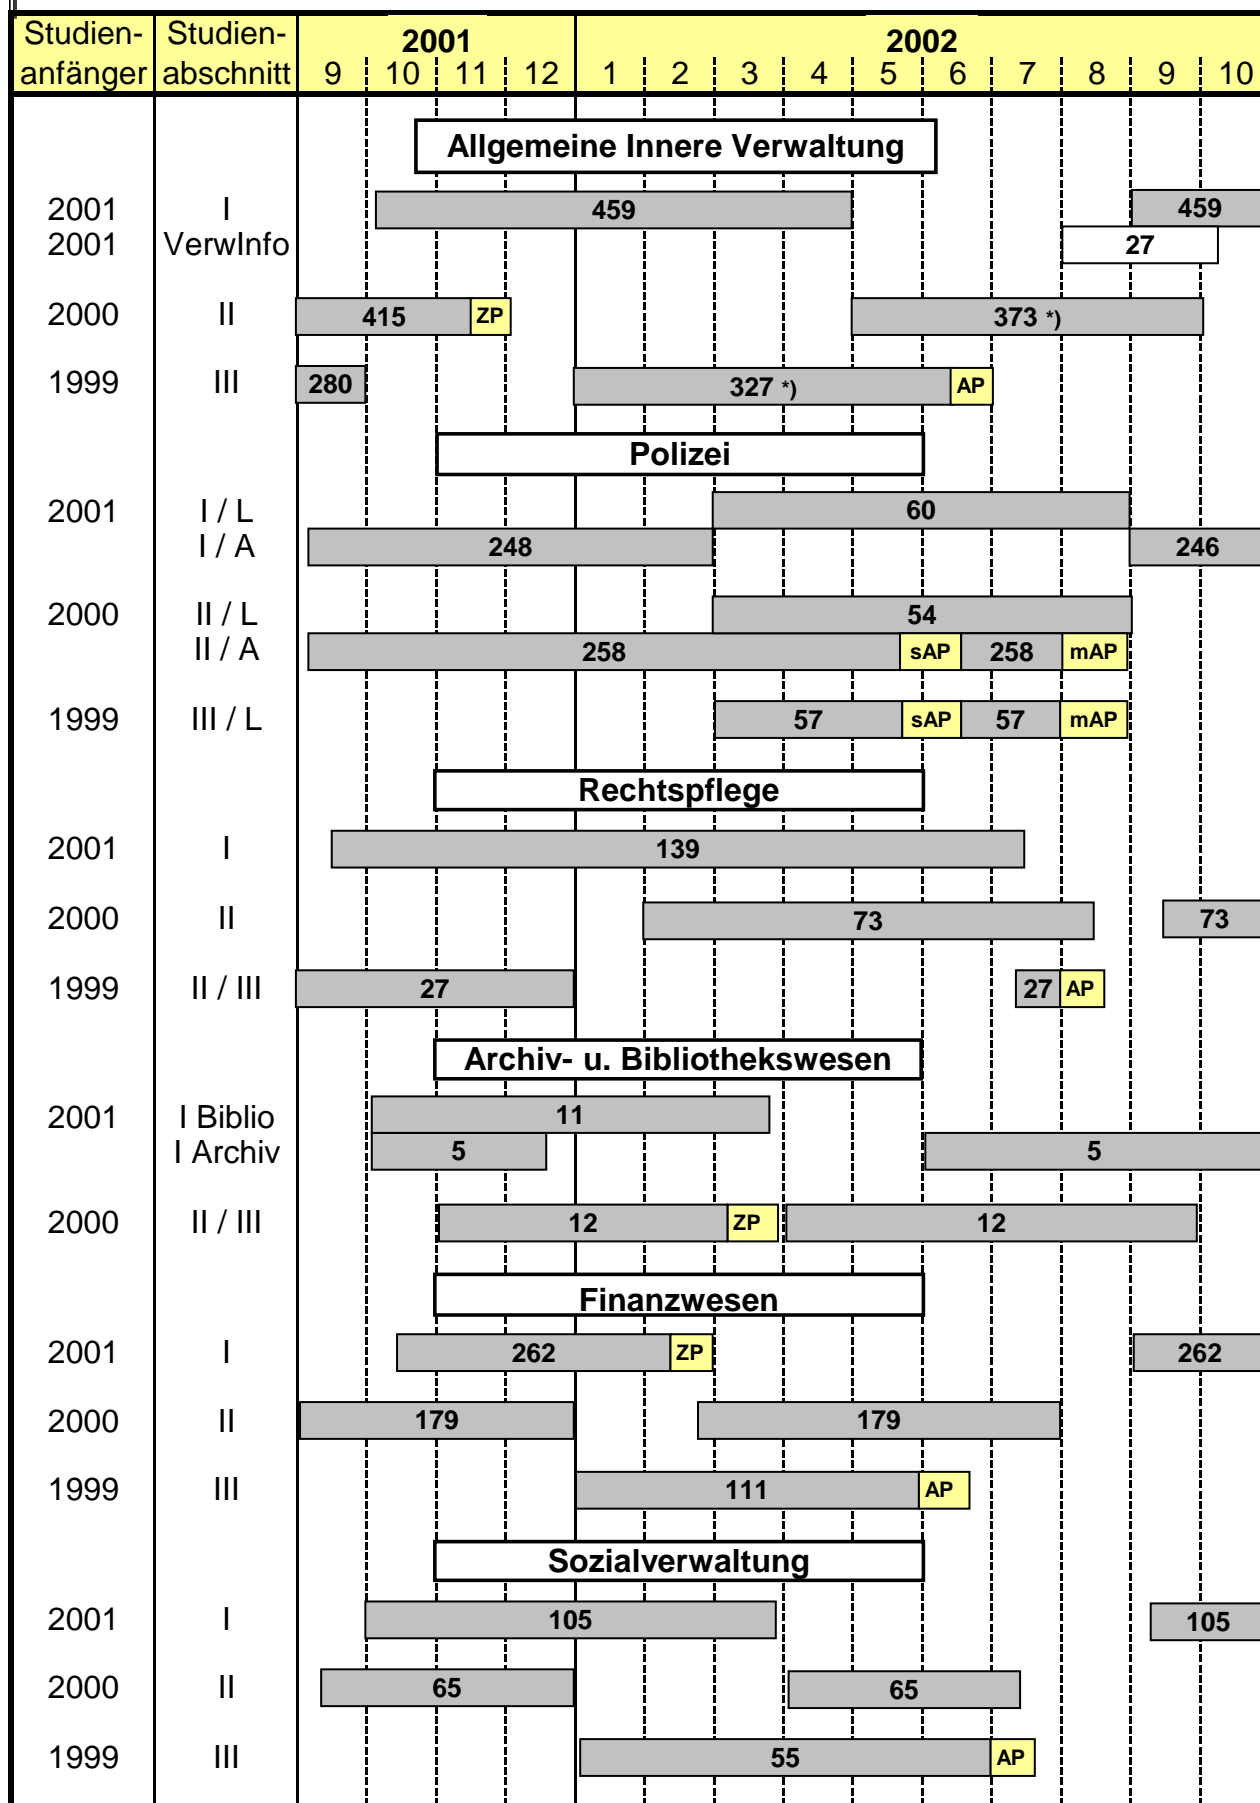 Studien- Studien- 2001 2002
anfänger abschnitt 9 10 11 12 1 2 3 4 5 6 7 8 9 10
Allgemeine Innere Verwaltung
2001 I 459 459
2001 VerwInfo 27
2000 II 415 ZP 373 *)
1999 III 280 327 *) AP
Polizei
2001 I / L 60
I / A 248 246
2000 II / L 54
II / A 258 sAP 258 mAP
1999 III / L 57 sAP 57 mAP
Rechtspflege
2001 I 139
2000 II 73 73
1999 II / III 27 27 AP
Archiv- u. Bibliothekswesen
2001 I Biblio 11
I Archiv 5 5
2000 II / III 12 ZP 12
Finanzwesen
2001 I 262 ZP 262
2000 II 179 179
1999 III 111 AP
Sozialverwaltung
2001 I 105 105
2000 II 65 65
1999 III 55 AP